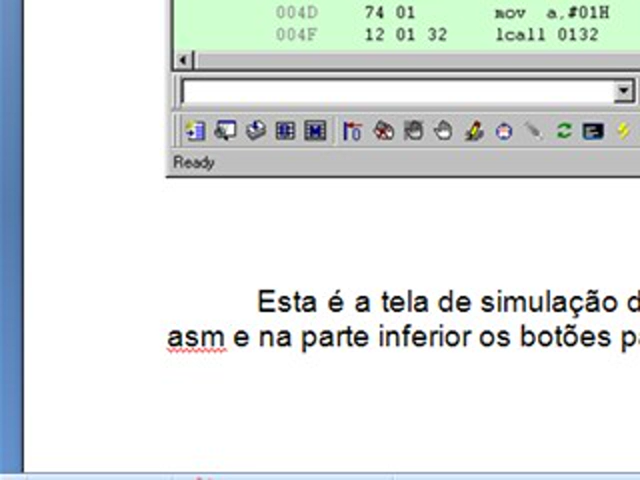 004D 74 01 mov a,#01H
004F 12 01 32 lcall 0132
Ready
Esta é a tela de simulação d
asm e na parte inferior os botões pa